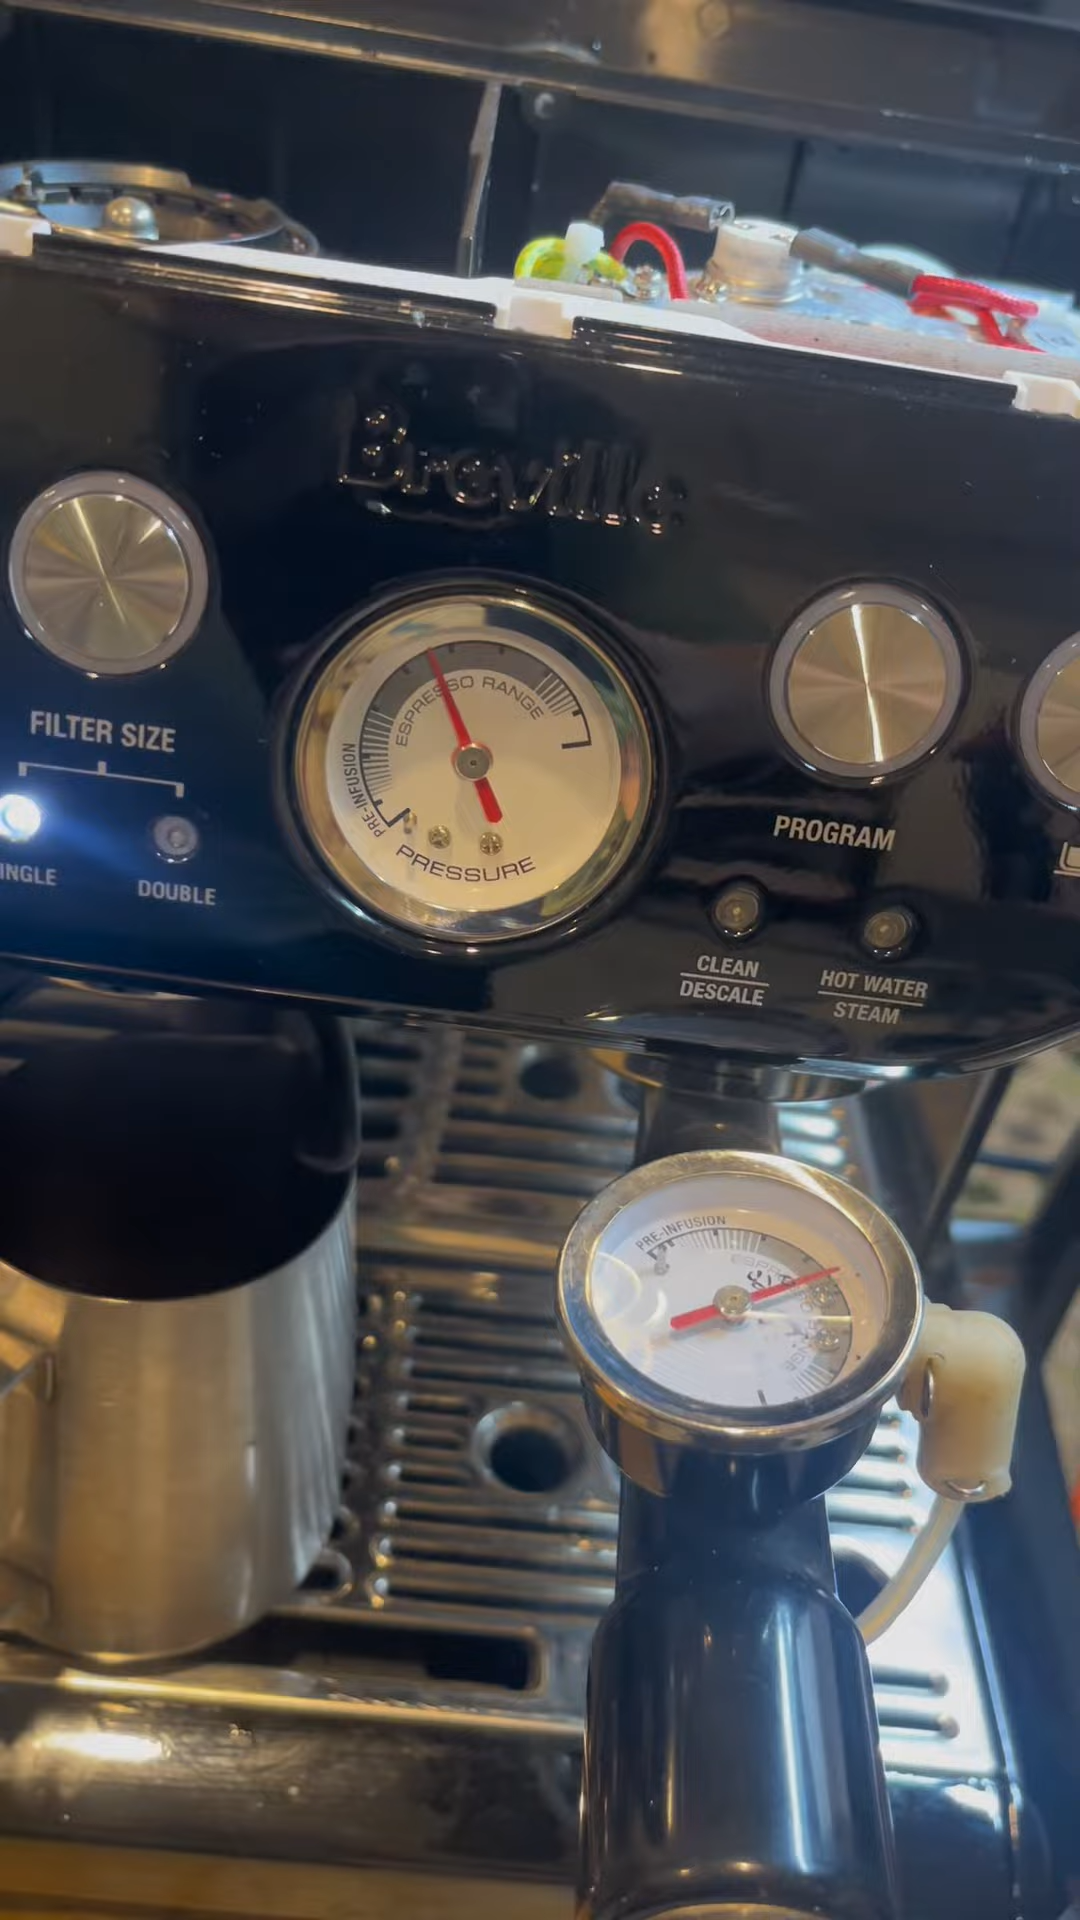 Breville
FILTER SIZE
INGLE
DOUBLE
PRE-INFUSION
ESPRESSO RANGE
PRESSURE
PROGRAM
CLEAN
DESCALE
HOT WATER
STEAM
PRE-INFUSION